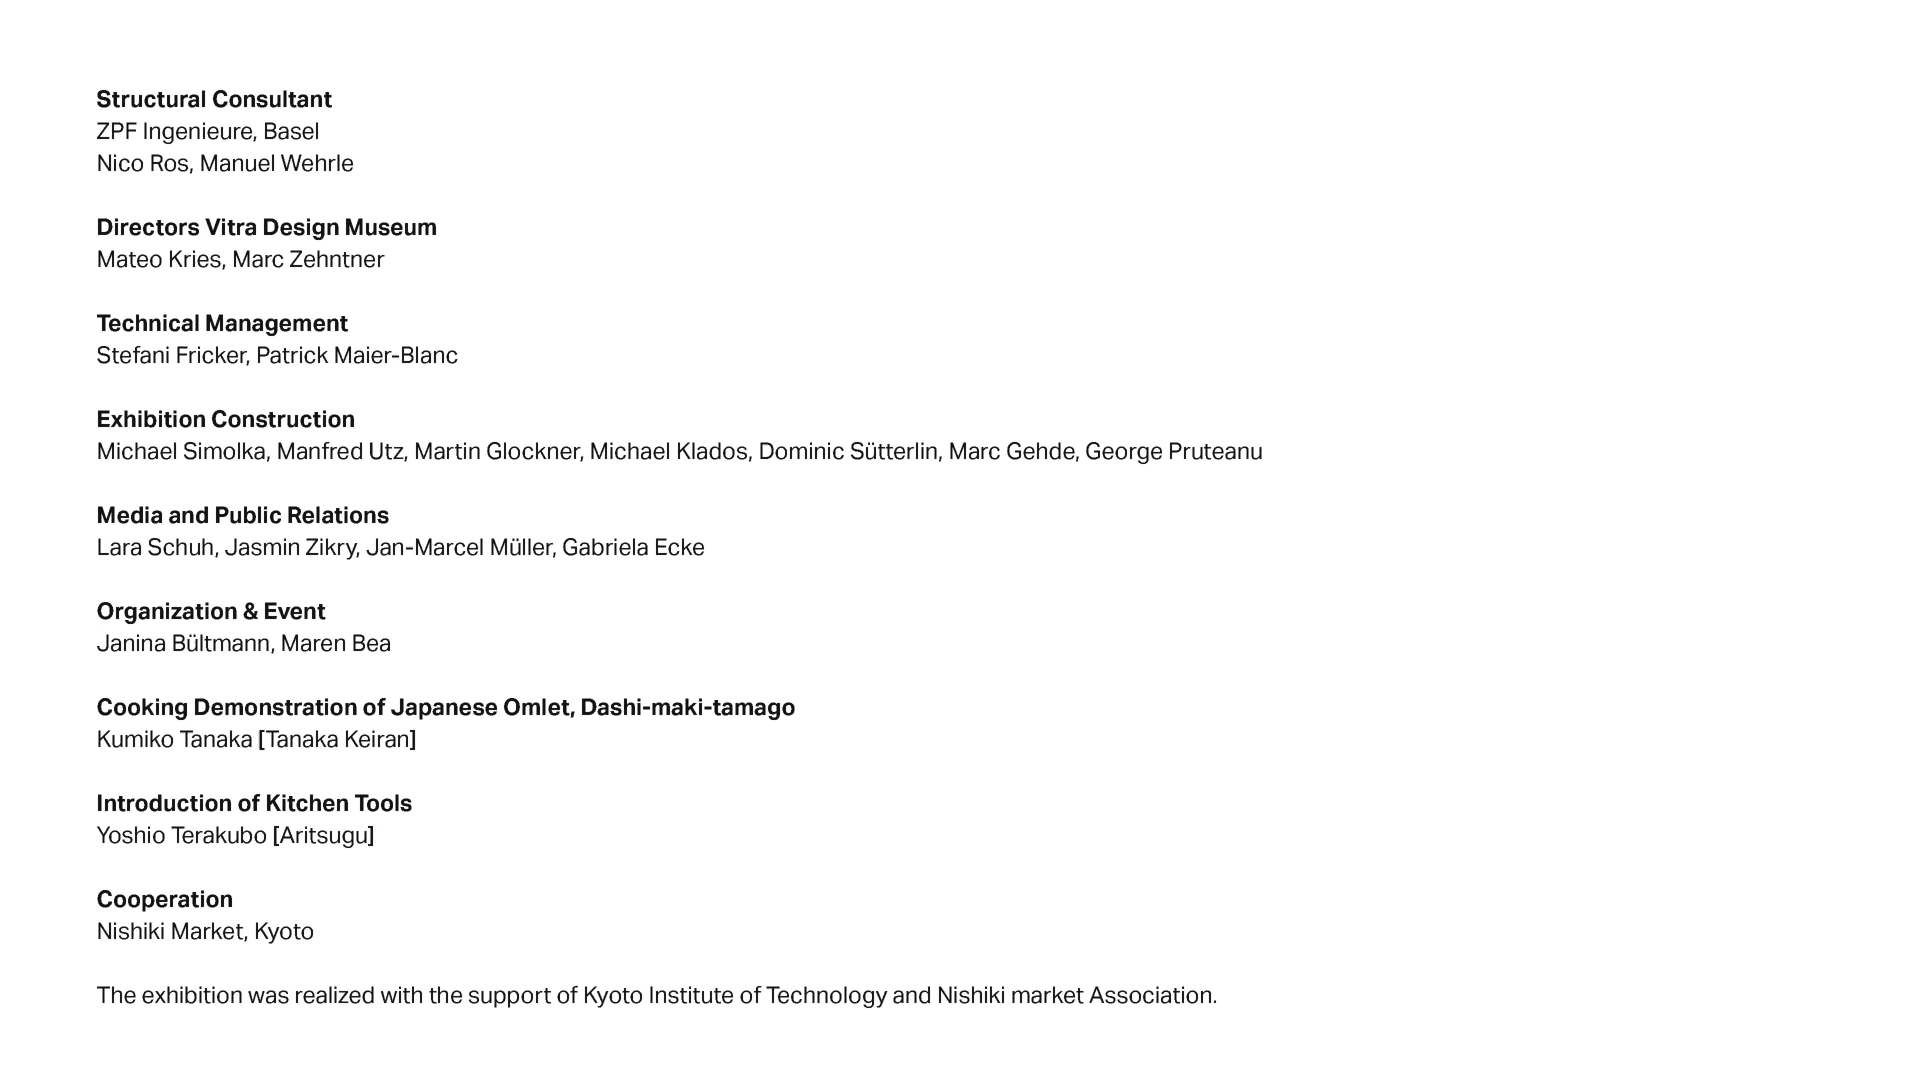 Structural Consultant
ZPF Ingenieure, Basel
Nico Ros, Manuel Wehrle
Directors Vitra Design Museum
Mateo Kries, Marc Zehntner
Technical Management
Stefani Fricker, Patrick Maier-Blanc
Exhibition Construction
Michael Simolka, Manfred Utz, Martin Glockner, Michael Klados, Dominic Sütterlin, Marc Gehde, George Pruteanu
Media and Public Relations
Lara Schuh, Jasmin Zikry, Jan-Marcel Müller, Gabriela Ecke
Organization & Event
Janina Bültmann, Maren Bea
Cooking Demonstration of Japanese Omlet, Dashi-maki-tamago
Kumiko Tanaka [Tanaka Keiran]
Introduction of Kitchen Tools
Yoshio Terakubo [Aritsugu]
Cooperation
Nishiki Market, Kyoto
The exhibition was realized with the support of Kyoto Institute of Technology and Nishiki market Association.